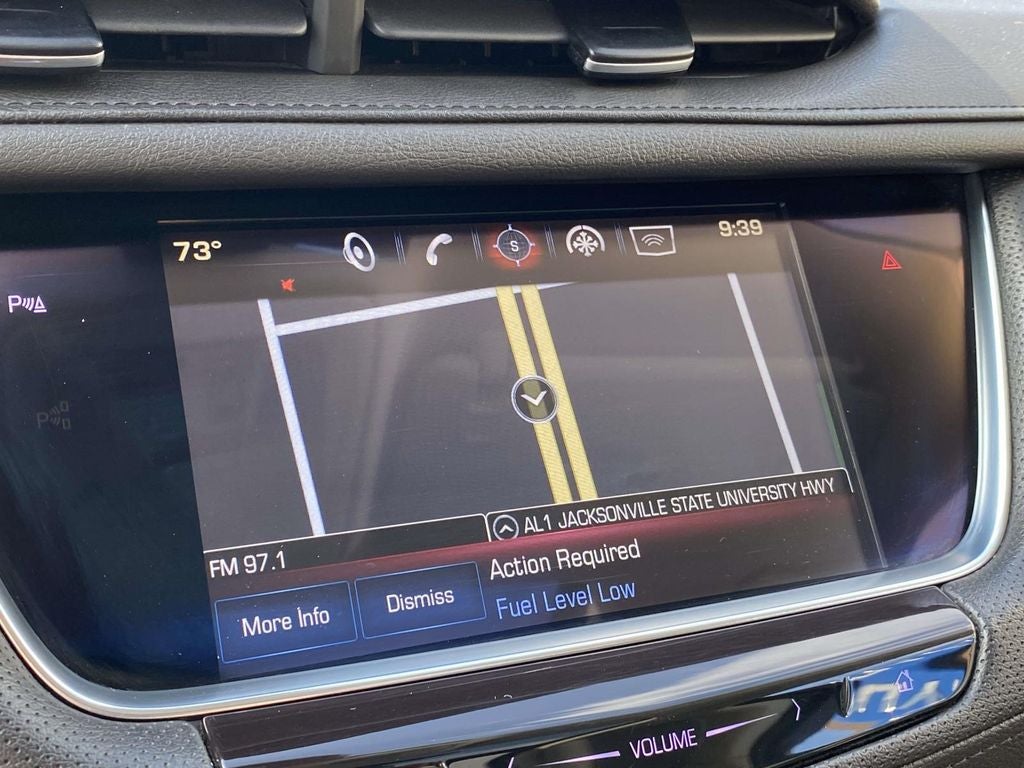 73°
S
9:39
P
P
AL1 JACKSONVILLE STATE UNIVERSITY HWY
FM 97.1
Action Required
More Info
Dismiss
Fuel Level Low
VOLUME